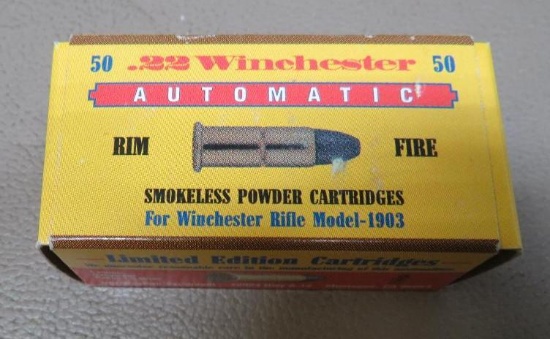 50 .22 Winchester 50
AUTOMATIC
RIM FIRE
SMOKELESS POWDER CARTRIDGES
For Winchester Rifle Model-1903
Limited Edition Cartridges